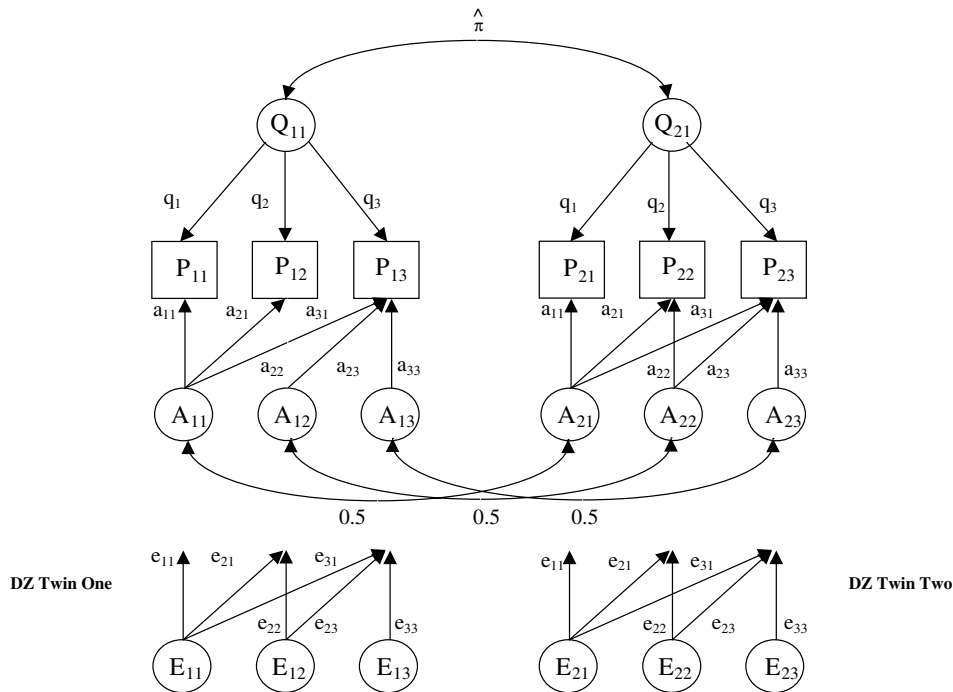 π̂
Q₁₁ Q₂₁
q₁ q₂ q₃ q₁ q₂ q₃
P₁₁ P₁₂ P₁₃ P₂₁ P₂₂ P₂₃
a₁₁ a₂₁ a₃₁ a₁₁ a₂₁ a₃₁
a₂₂ a₂₃ a₃₃ a₂₂ a₂₃ a₃₃
A₁₁ A₁₂ A₁₃ A₂₁ A₂₂ A₂₃
0.5 0.5 0.5
e₁₁ e₂₁ e₃₁ e₁₁ e₂₁ e₃₁
DZ Twin One DZ Twin Two
e₂₂ e₂₃ e₃₃ e₂₂ e₂₃ e₃₃
E₁₁ E₁₂ E₁₃ E₂₁ E₂₂ E₂₃